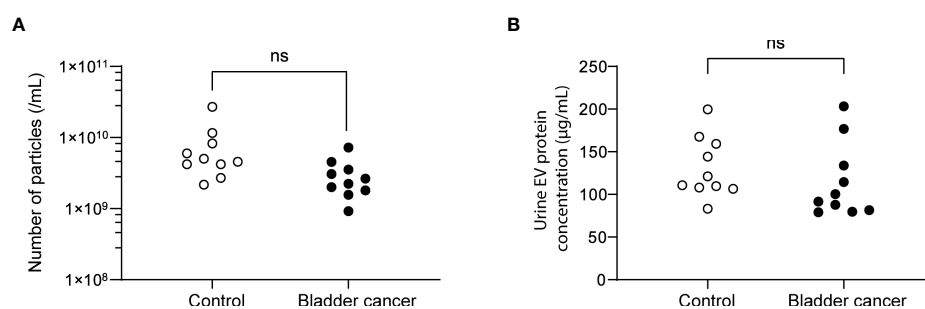 A
B
ns
ns
Number of particles (/mL)
1×10¹¹
1×10¹⁰
1×10⁹
1×10⁸
Control
Bladder cancer
Urine EV protein
concentration (µg/mL)
250
200
150
100
50
0
Control
Bladder cancer